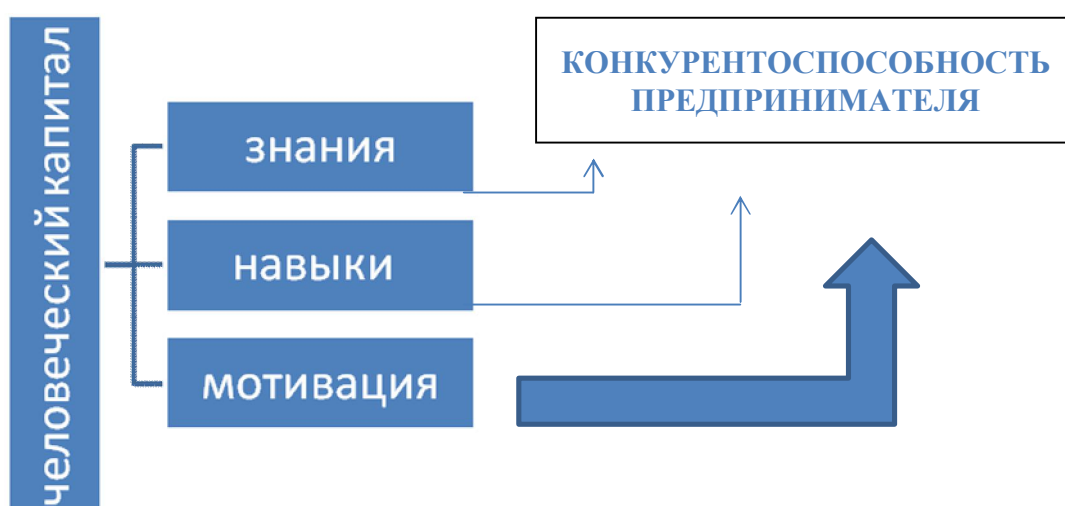 человеческий капитал
знания
навыки
мотивация
КОНКУРЕНТОСПОСОБНОСТЬ
ПРЕДПРИНИМАТЕЛЯ